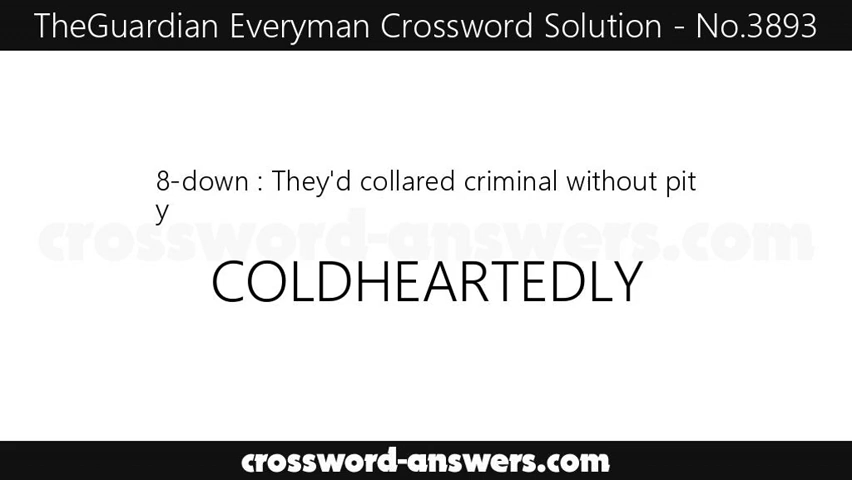 TheGuardian Everyman Crossword Solution - No.3893
8-down : They'd collared criminal without pit
y
crossword-answers.com
COLDHEARTEDLY
crossword-answers.com